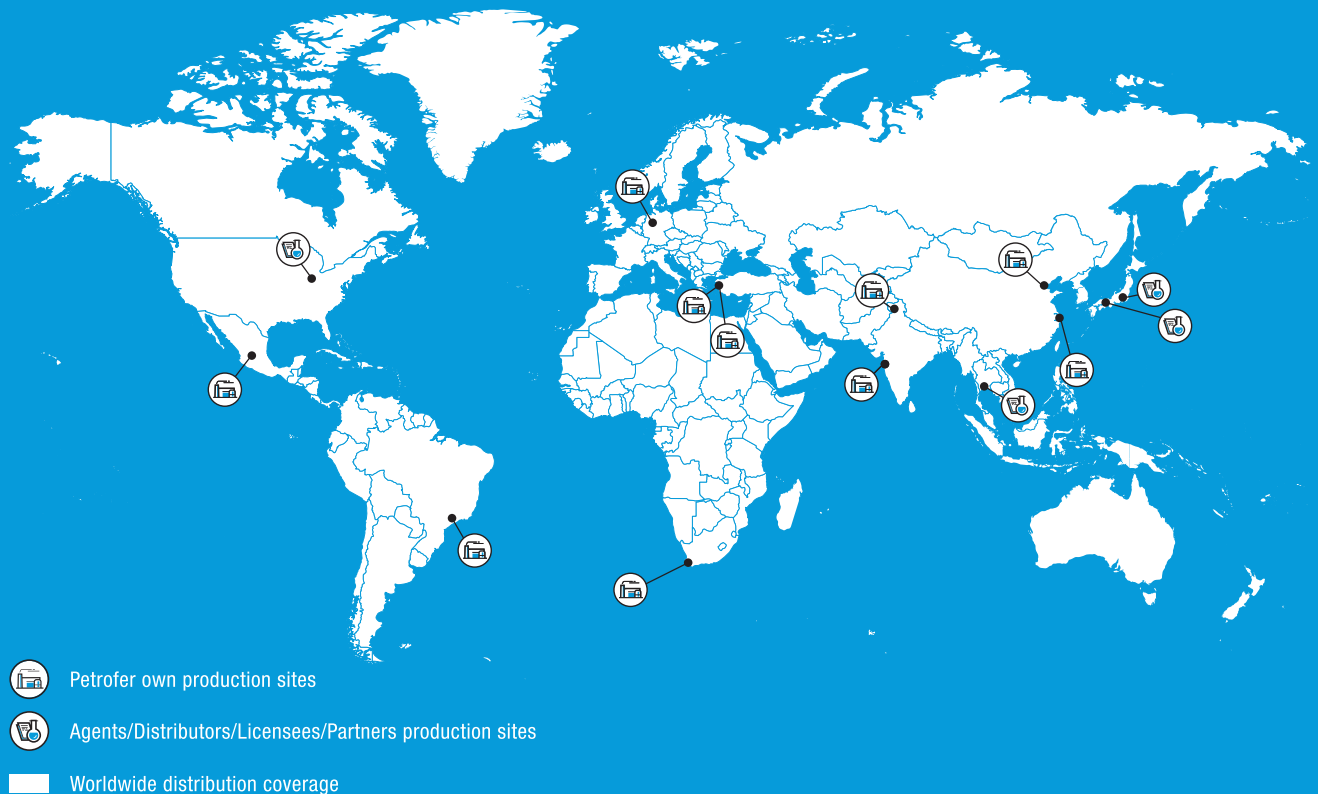 Petrofer own production sites
Agents/Distributors/Licensees/Partners production sites
Worldwide distribution coverage